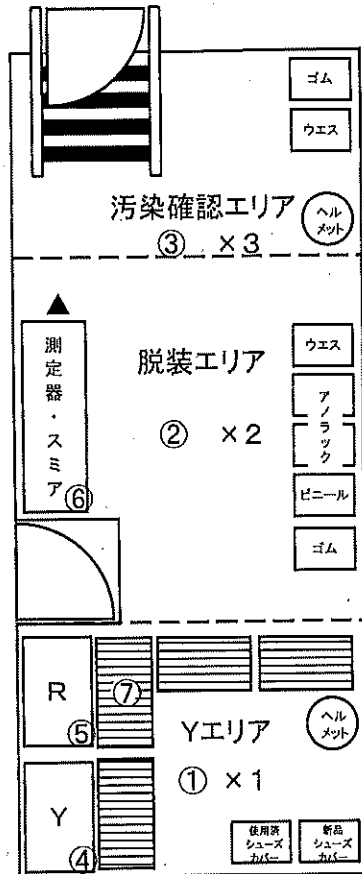 ゴム
ウエス
汚染確認エリア
ヘル
メット
③ ×3
測定器・スミア
⑥
脱装エリア
② ×2
ウエス
アノラック
ビニール
ゴム
R
⑤
⑦
Yエリア
ヘル
メット
① ×1
Y
④
使用済
シューズ
カバー
新品
シューズ
カバー